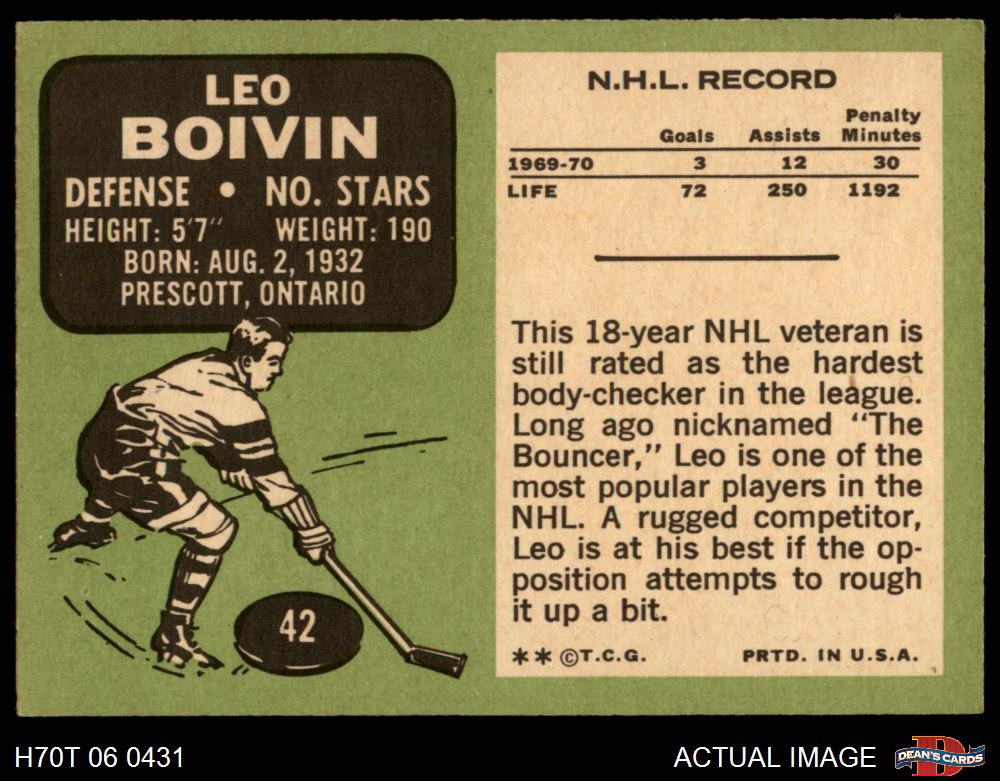 LEO
BOIVIN
DEFENSE • NO. STARS
HEIGHT: 5'7" WEIGHT: 190
BORN: AUG. 2, 1932
PRESCOTT, ONTARIO
42
N.H.L. RECORD
Goals Assists Penalty Minutes
1969-70 3 12 30
LIFE 72 250 1192
This 18-year NHL veteran is
still rated as the hardest
body-checker in the league.
Long ago nicknamed "The
Bouncer," Leo is one of the
most popular players in the
NHL. A rugged competitor,
Leo is at his best if the op-
position attempts to rough
it up a bit.
** ©T.C.G. PRTD. IN U.S.A.
H70T 06 0431
ACTUAL IMAGE
D
DEAN'S CARDS